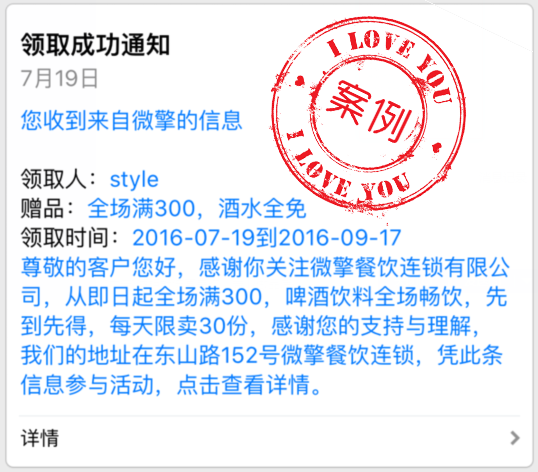 领取成功通知
7月19日
您收到来自微擎的信息
I LOVE YOU
案例
I LOVE YOU
领取人：style
赠品：全场满300，酒水全免
领取时间：2016-07-19到2016-09-17
尊敬的客户您好，感谢你关注微擎餐饮连锁有限公
司，从即日起全场满300，啤酒饮料全场畅饮，先
到先得，每天限卖30份，感谢您的支持与理解，
我们的地址在东山路152号微擎餐饮连锁，凭此条
信息参与活动，点击查看详情。
详情